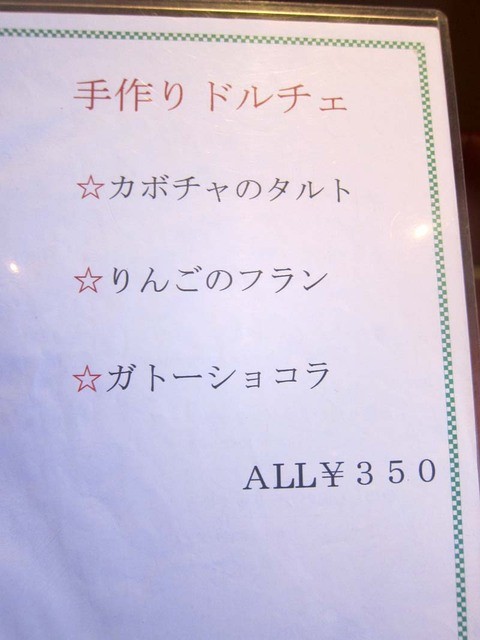 手作りドルチェ
☆カボチャのタルト
☆りんごのフラン
☆ガトーショコラ
ALL￥３５０